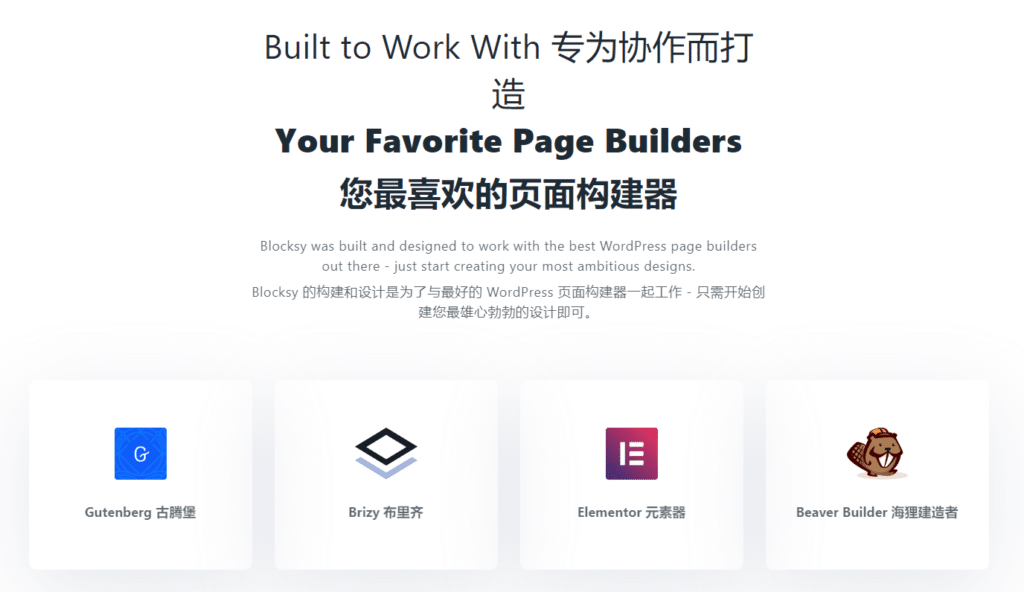 Built to Work With 专为协作而打
造
Your Favorite Page Builders
您最喜欢的页面构建器
Blocksy was built and designed to work with the best WordPress page builders
out there - just start creating your most ambitious designs.
Blocksy 的构建和设计是为了与最好的 WordPress 页面构建器一起工作 - 只需开始创
建您最雄心勃勃的设计即可。
G
Gutenberg 古腾堡
Brizy 布里齐
Elementor 元素器
Beaver Builder 海狸建造者